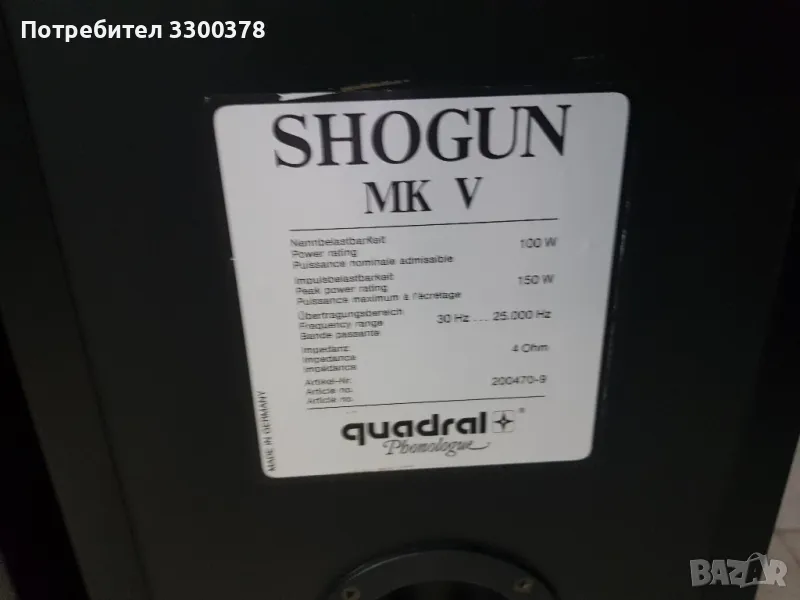 Потребител 3300378
SHOGUN
MK V
Nennbelastbarkeit
Power rating 100 W
Puissance nominale admissible
Impulsbelastbarkeit
Peak power rating 150 W
Puissance maximum à l'écrêtage
Übertragungsbereich
Frequency range 30 Hz .... 25.000 Hz
Bande passante
Impedanz
Impedance 4 Ohm
Impédance
Artikel-Nr.
Article no. 200470-9
Article no.
MADE IN GERMANY
quadral ®
Phonologue
BAZAR